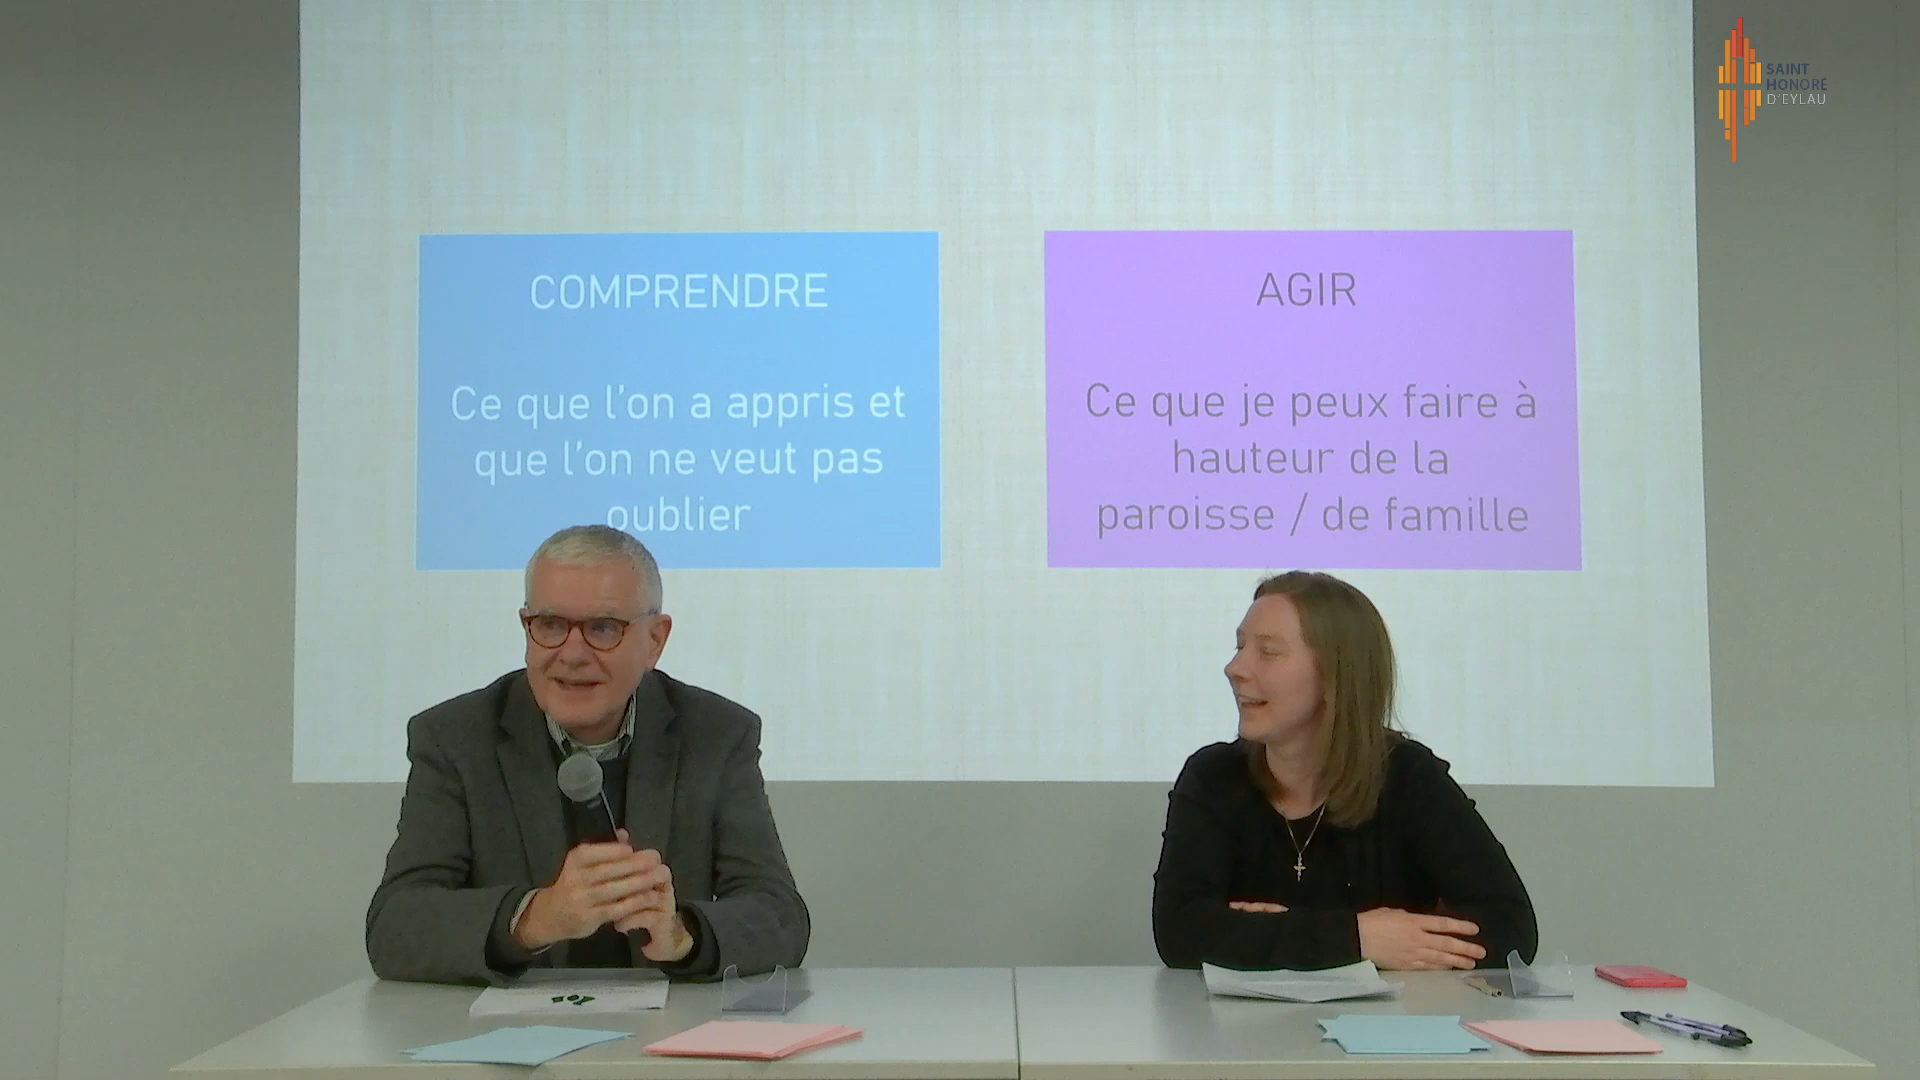 SAINT
HONORÉ
D'EYLAU
COMPRENDRE
Ce que l'on a appris et
que l'on ne veut pas
oublier
AGIR
Ce que je peux faire à
hauteur de la
paroisse / de famille